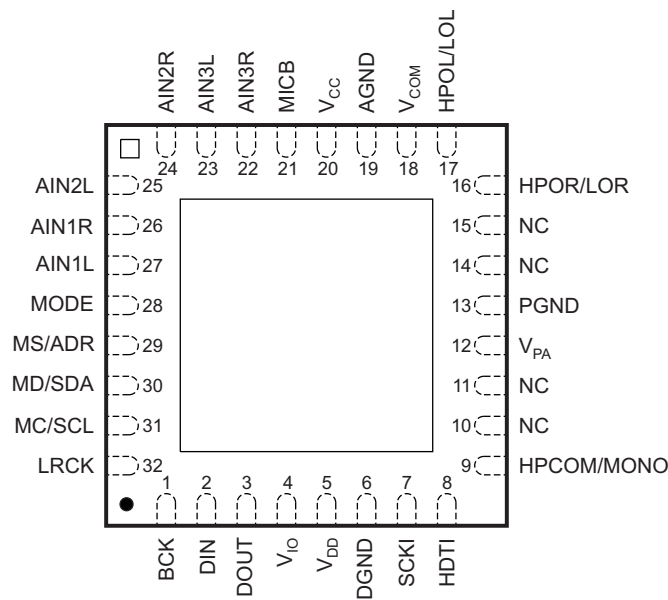 AIN2R AIN3L AIN3R MICB VCC AGND VCOM HPOL/LOL
24 23 22 21 20 19 18 17
AIN2L 25 16 HPOR/LOR
AIN1R 26 15 NC
AIN1L 27 14 NC
MODE 28 13 PGND
MS/ADR 29 12 VPA
MD/SDA 30 11 NC
MC/SCL 31 10 NC
LRCK 32 9 HPCOM/MONO
1 2 3 4 5 6 7 8
BCK DIN DOUT VIO VDD DGND SCKI HDTI